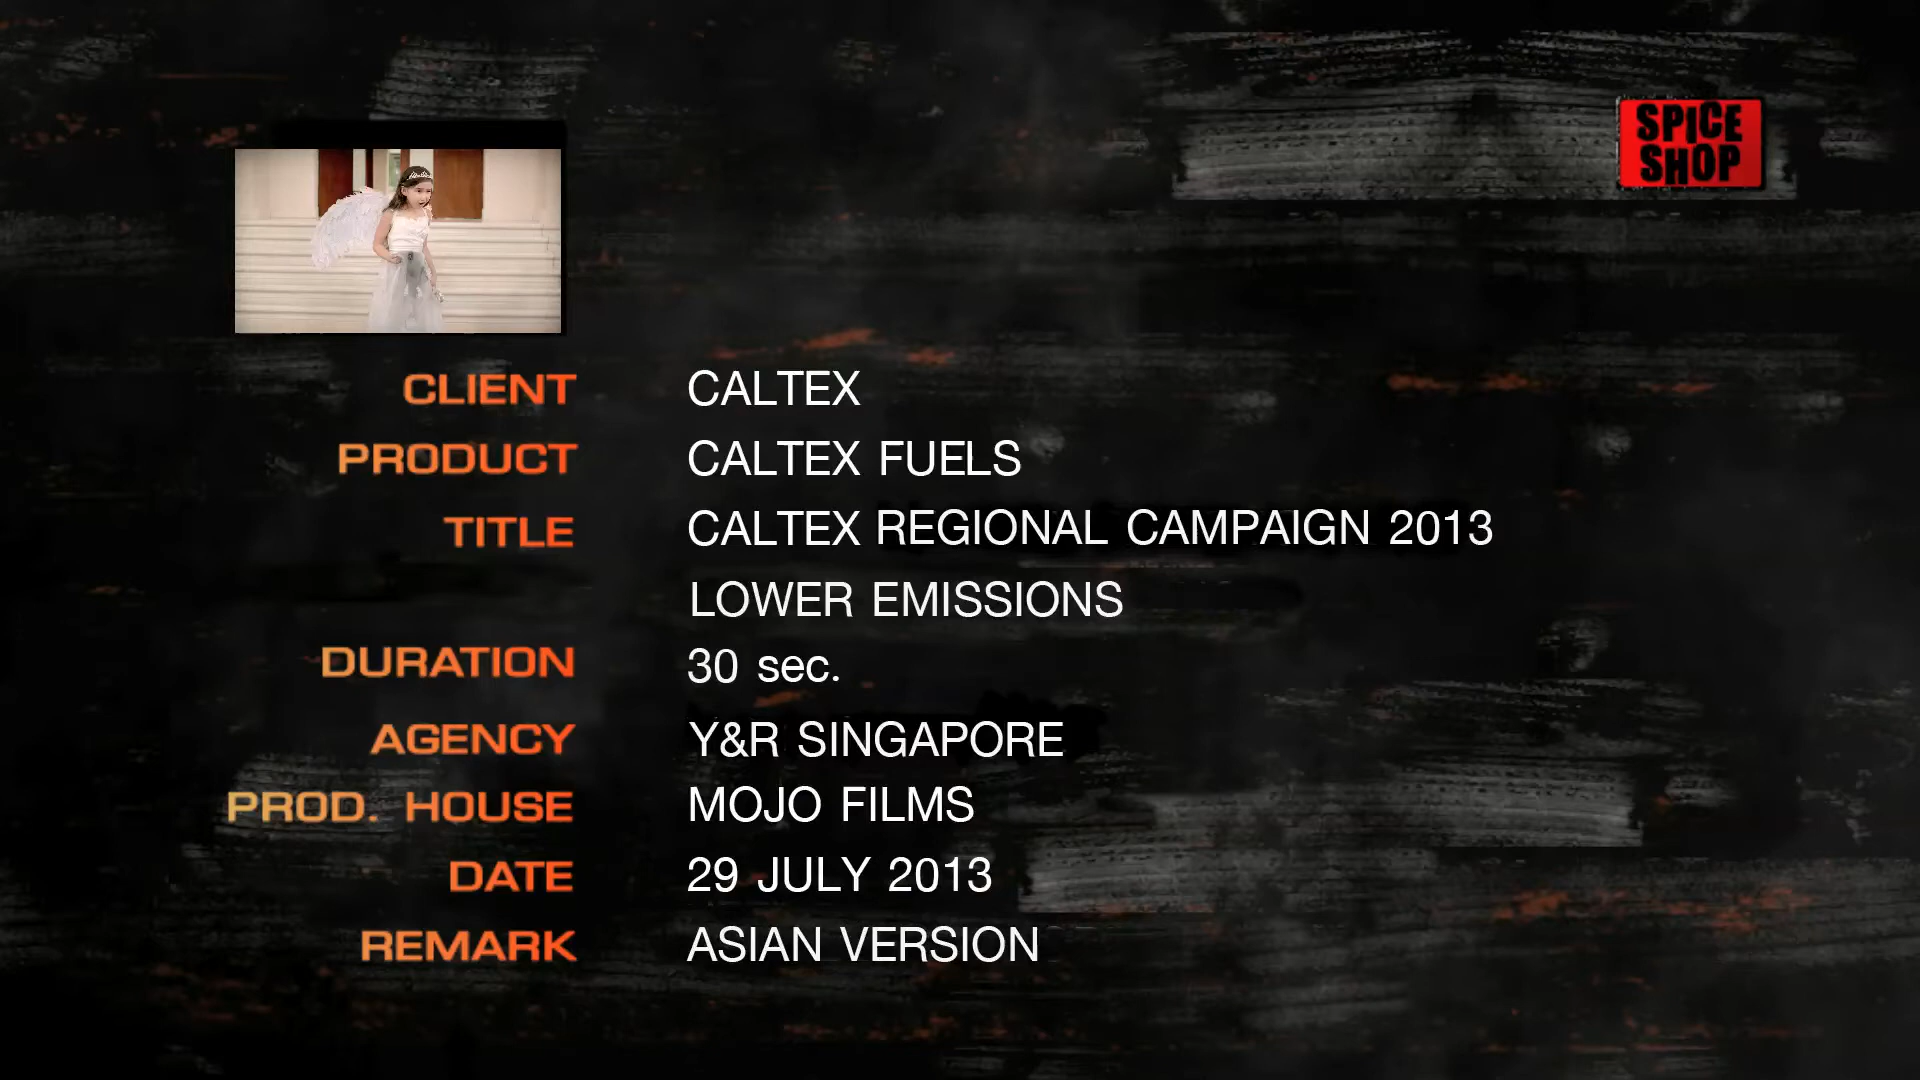 SPICE
SHOP
CLIENT CALTEX
PRODUCT CALTEX FUELS
TITLE CALTEX REGIONAL CAMPAIGN 2013
LOWER EMISSIONS
DURATION 30 sec.
AGENCY Y&R SINGAPORE
PROD. HOUSE MOJO FILMS
DATE 29 JULY 2013
REMARK ASIAN VERSION